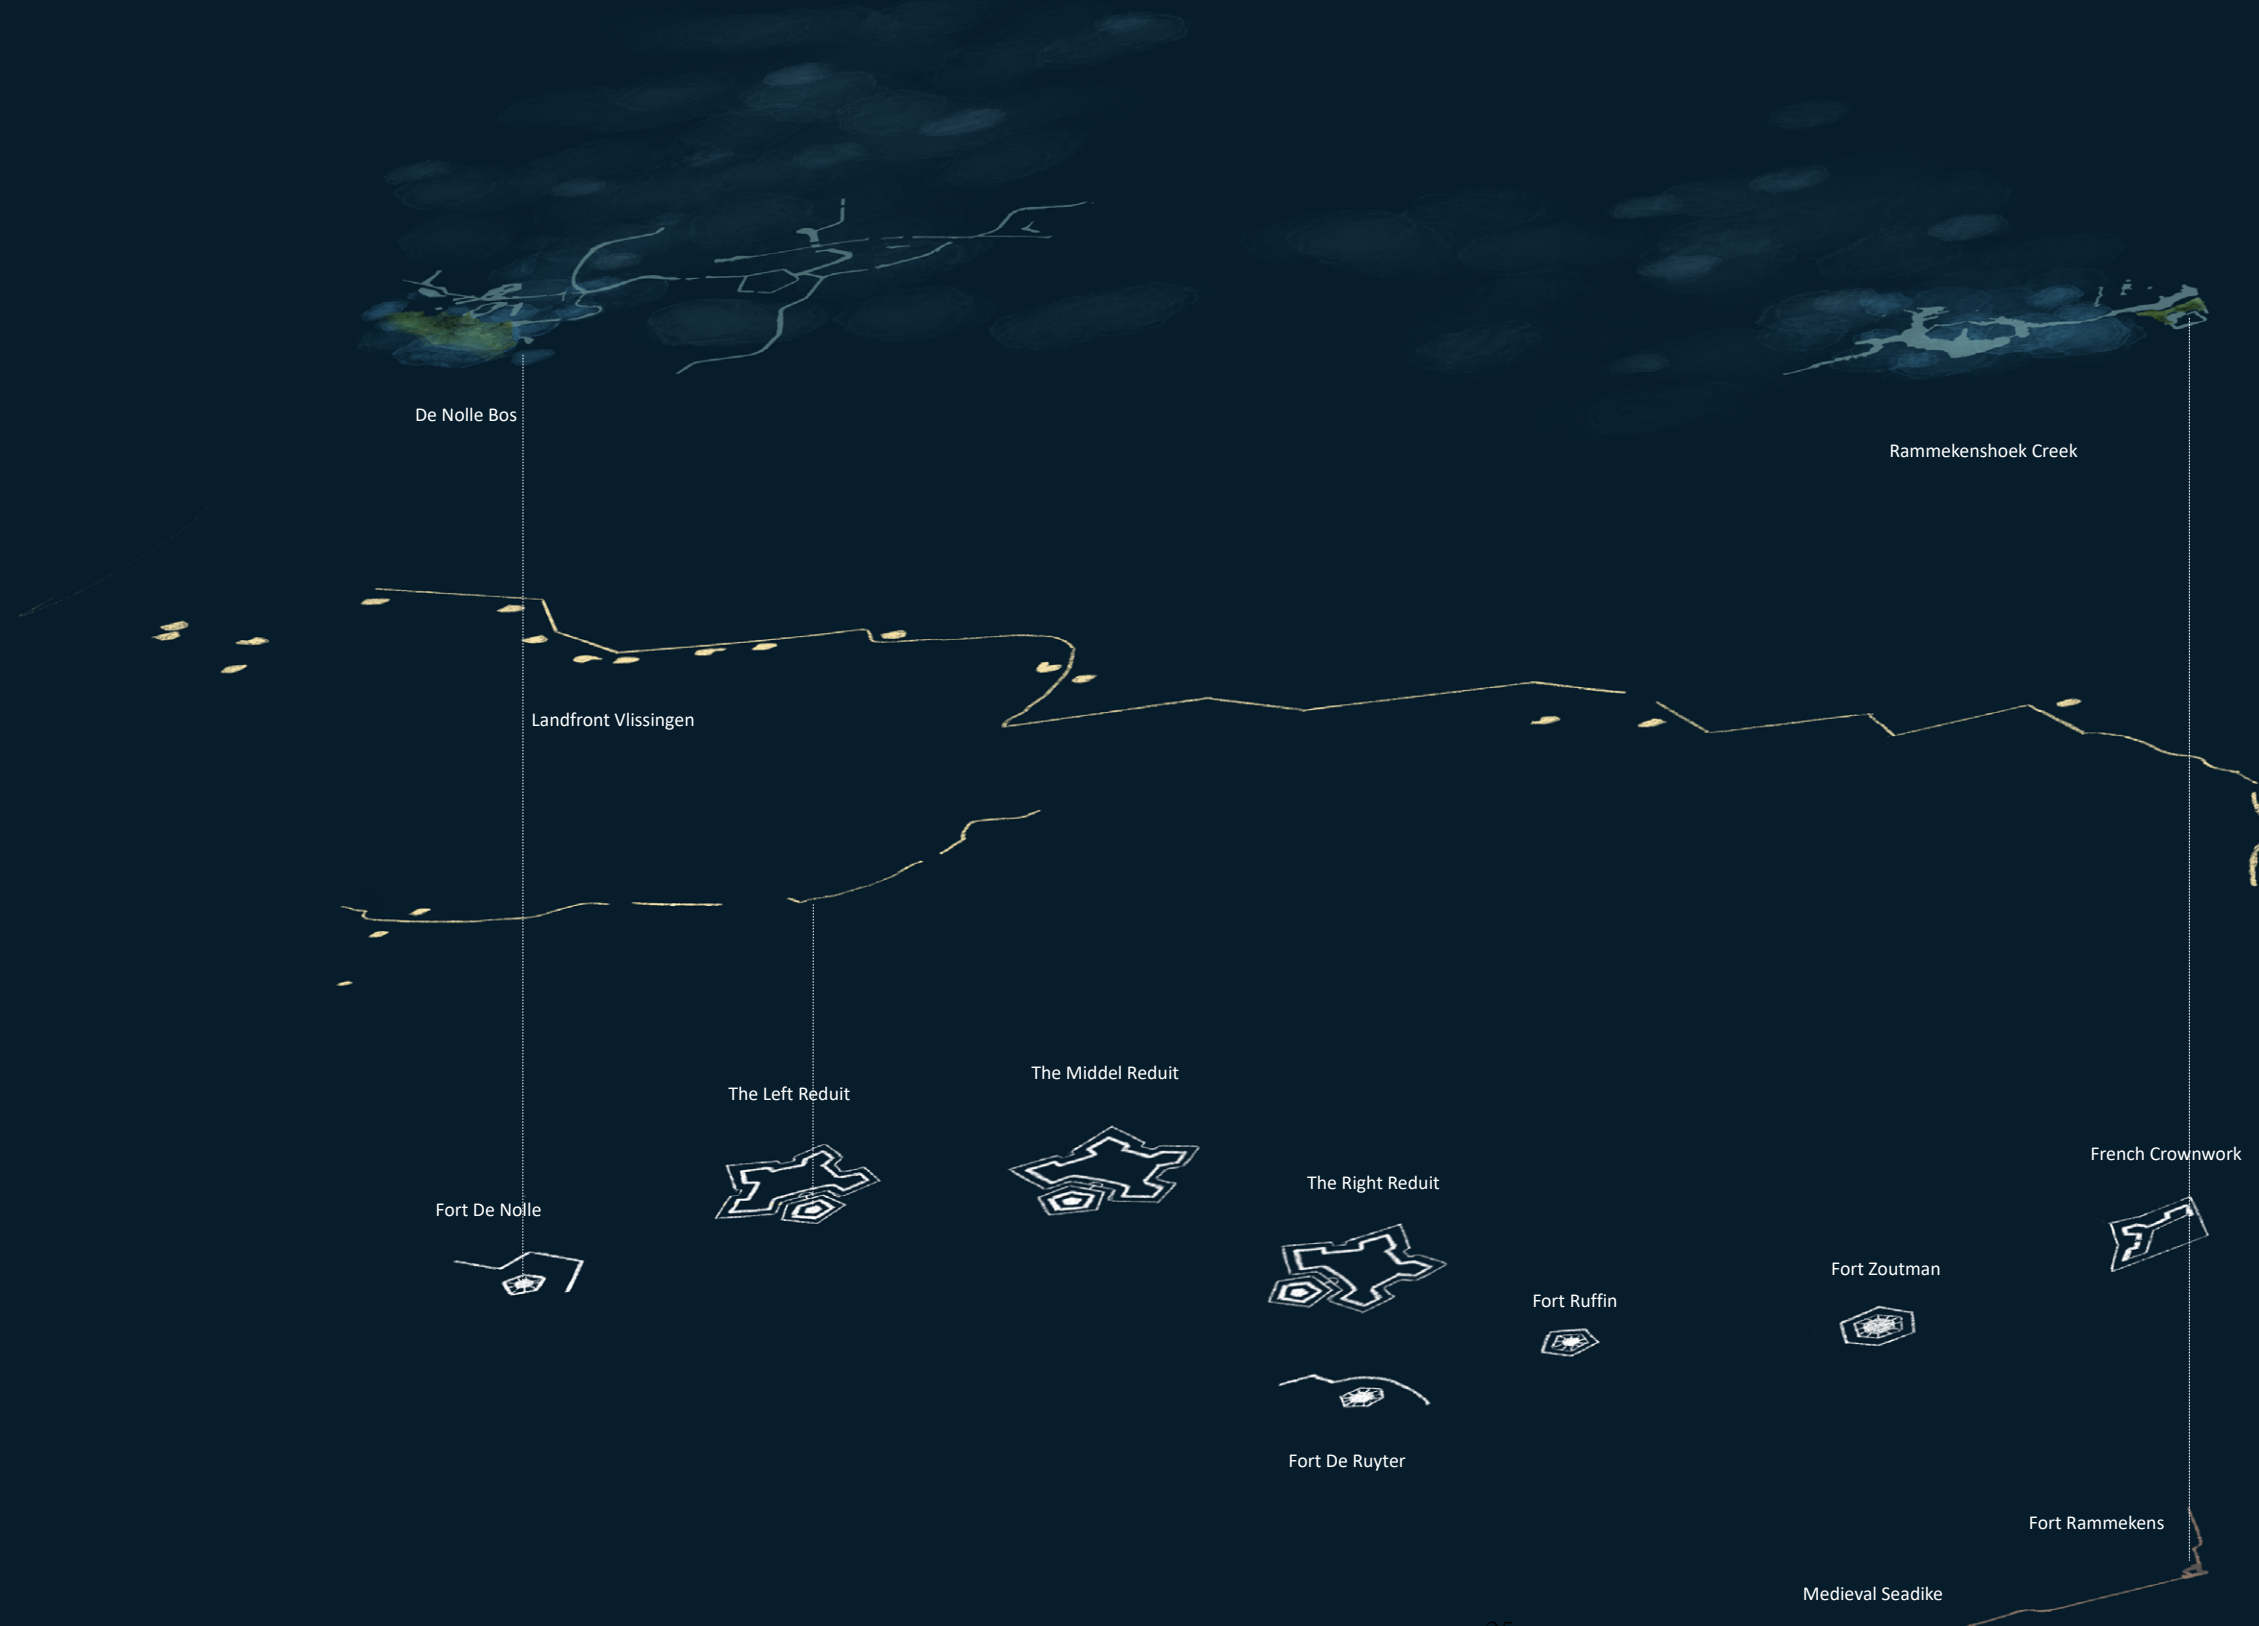 De Nolle Bos
Rammekenshoek Creek
Landfront Vlissingen
The Middel Reduit
The Left Reduit
French Crownwork
The Right Reduit
Fort De Nolle
Fort Zoutman
Fort Ruffin
Fort De Ruyter
Fort Rammekens
Medieval Seadike